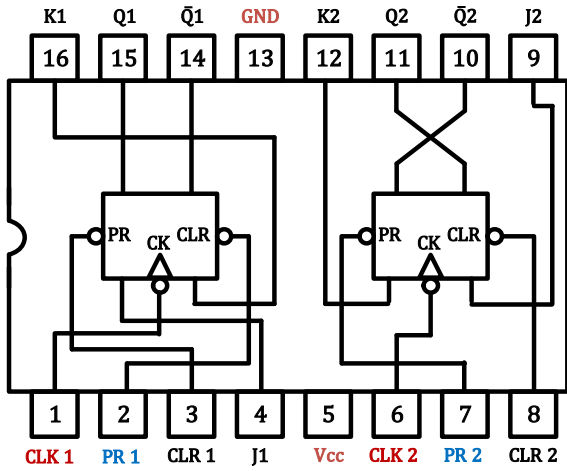 K1 Q1 Q̄1 GND K2 Q2 Q̄2 J2
16 15 14 13 12 11 10 9
PR CK CLR PR CK CLR
1 2 3 4 5 6 7 8
CLK 1 PR 1 CLR 1 J1 Vcc CLK 2 PR 2 CLR 2